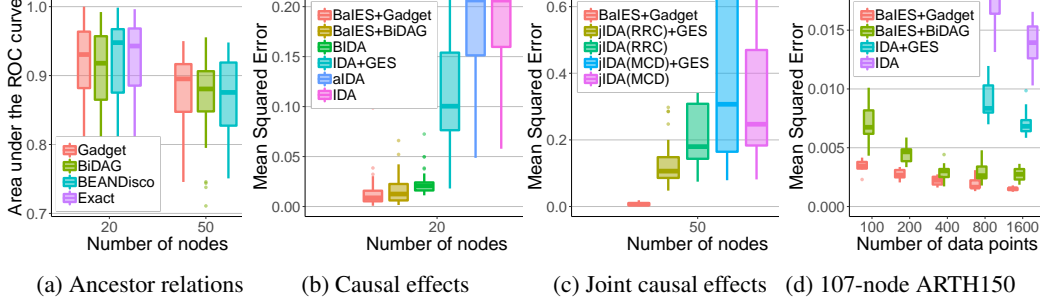 Area under the ROC curve
1.0
0.9
0.8
0.7
Gadget
BiDAG
BEANDisco
Exact
20
50
Number of nodes
(a) Ancestor relations
Mean Squared Error
0.20
0.15
0.10
0.05
0.00
BaIES+Gadget
BaIES+BiDAG
BIDA
IDA+GES
aIDA
IDA
20
Number of nodes
(b) Causal effects
Mean Squared Error
0.6
0.4
0.2
0.0
BaIES+Gadget
jIDA(RRC)+GES
jIDA(RRC)
jIDA(MCD)+GES
jIDA(MCD)
50
Number of nodes
(c) Joint causal effects
Mean Squared Error
0.015
0.010
0.005
0.000
BaIES+Gadget
BaIES+BiDAG
IDA+GES
IDA
100 200 400 800 1600
Number of data points
(d) 107-node ARTH150